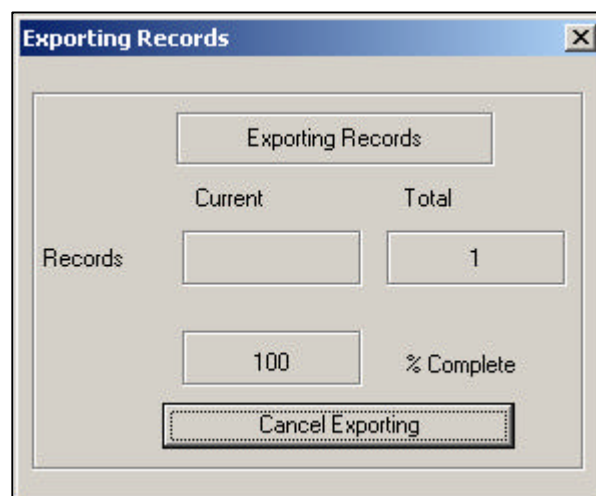 Exporting Records
Exporting Records
Current Total
Records 1
100 % Complete
Cancel Exporting